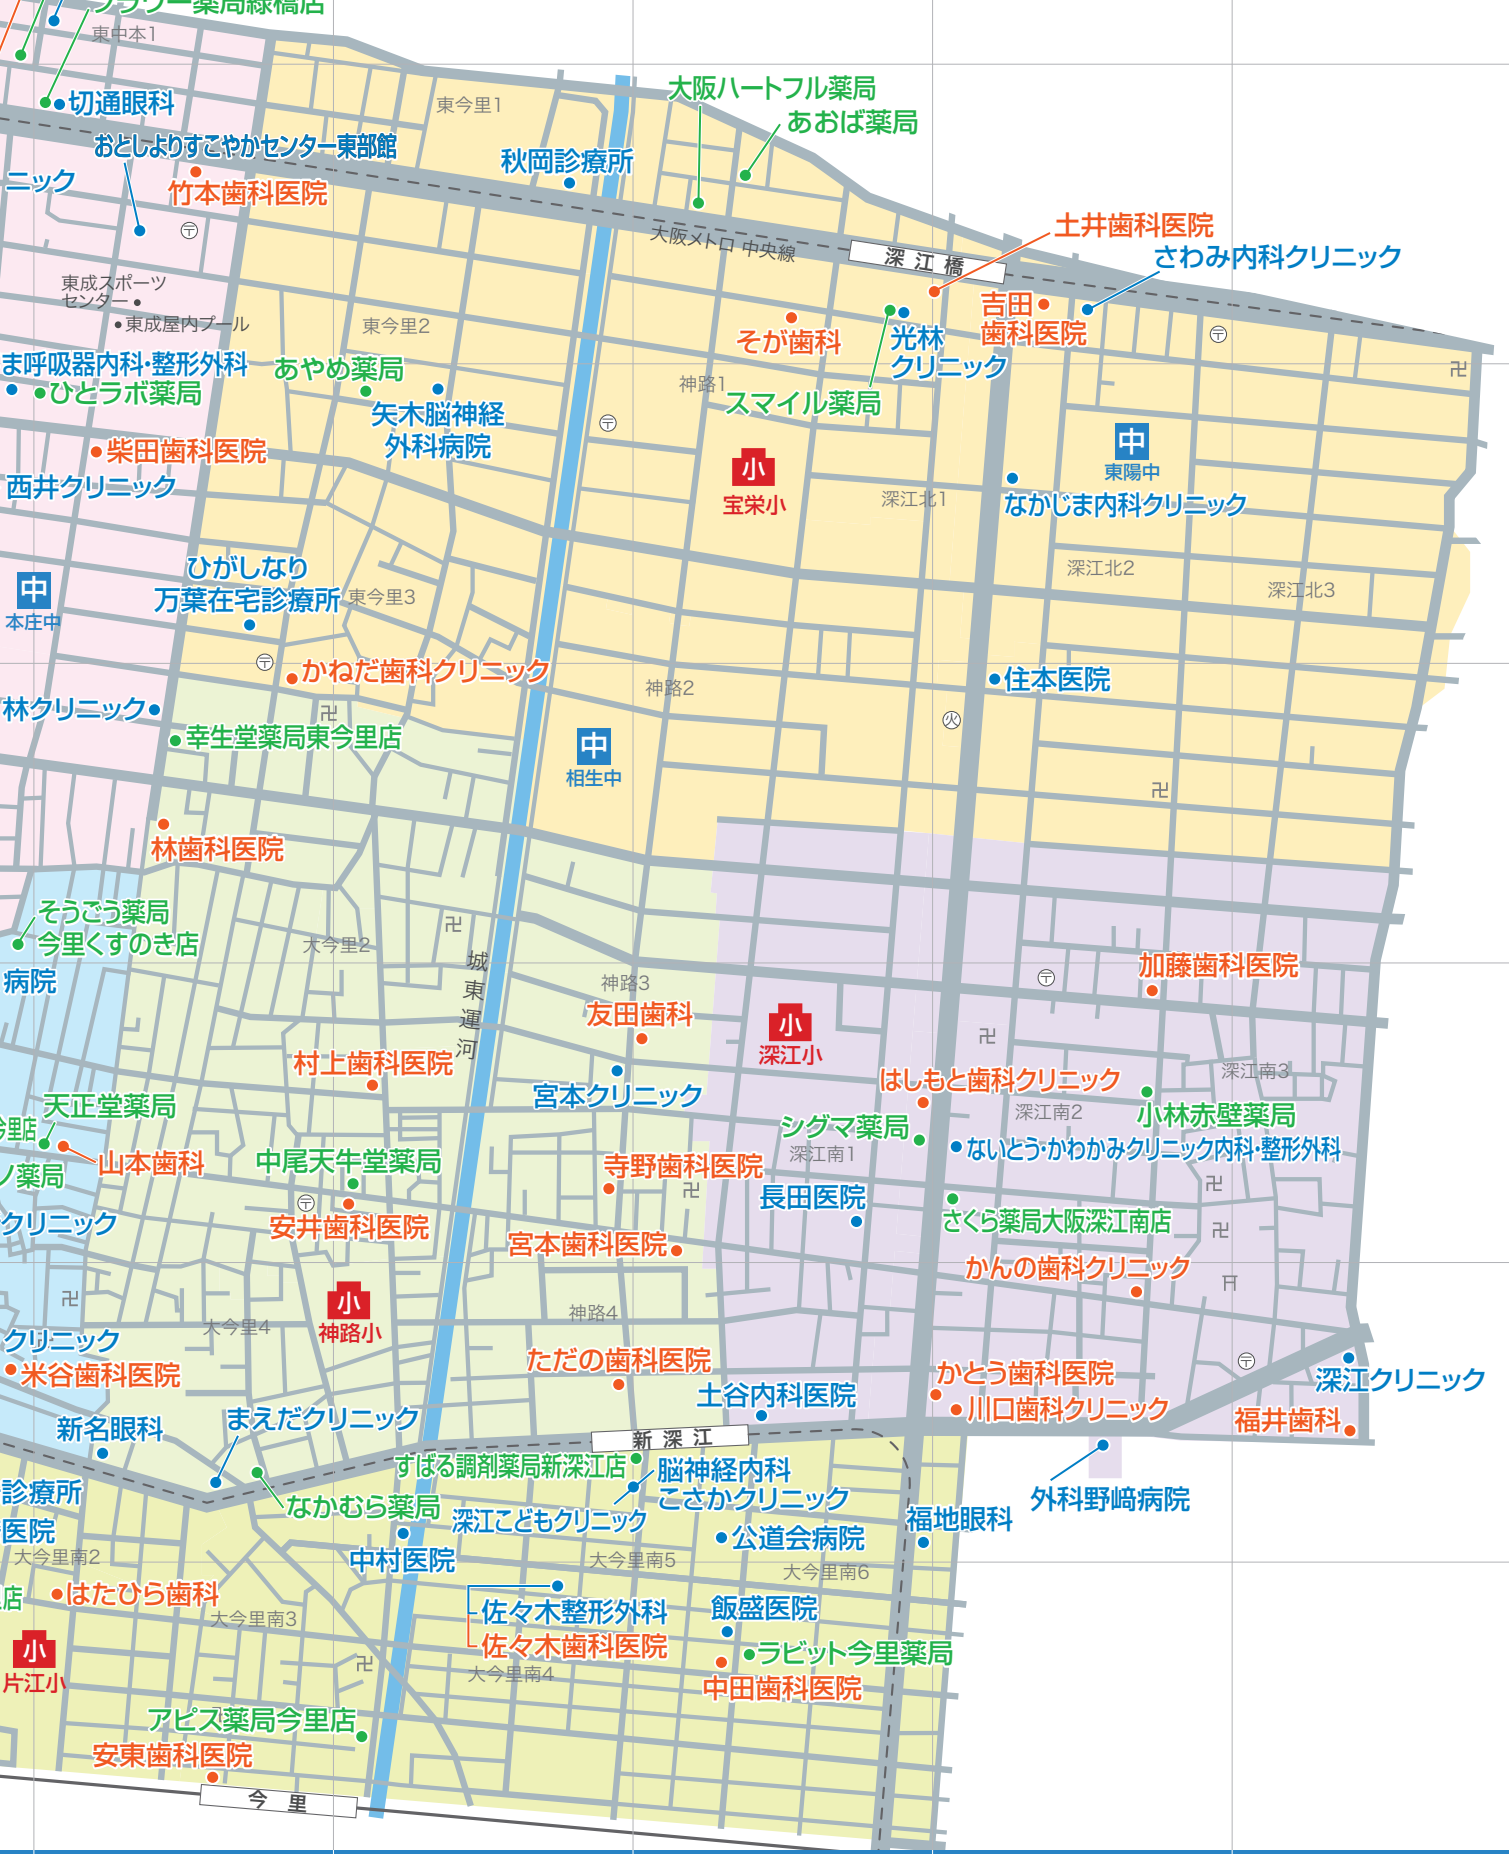 フラワー薬局緑橋店
東中本1
切通眼科
おとしよりすこやかセンター東部館
ニック
竹本歯科医院
東今里1
大阪ハートフル薬局
あおば薬局
秋岡診療所
大阪メトロ 中央線
深江橋
土井歯科医院
さわみ内科クリニック
東成スポーツ
センター
東成屋内プール
東今里2
そが歯科
光林
クリニック
吉田
歯科医院
ま呼吸器内科・整形外科
ひとラボ薬局
あやめ薬局
矢木脳神経
外科病院
神路1
スマイル薬局
柴田歯科医院
西井クリニック
小
宝栄小
深江北1
中
東陽中
なかじま内科クリニック
ひがしなり
万葉在宅診療所
東今里3
深江北2
深江北3
中
本庄中
かねだ歯科クリニック
林クリニック
幸生堂薬局東今里店
神路2
住本医院
火
中
相生中
林歯科医院
そうごう薬局
今里くすのき店
病院
大今里2
城東運河
神路3
友田歯科
加藤歯科医院
小
深江小
村上歯科医院
宮本クリニック
はしもと歯科クリニック
深江南3
深江南2
小林赤壁薬局
天正堂薬局
今里店
山本歯科
ノ薬局
中尾天牛堂薬局
シグマ薬局
深江南1
ないとう・かわかみクリニック内科・整形外科
寺野歯科医院
長田医院
さくら薬局大阪深江南店
クリニック
安井歯科医院
宮本歯科医院
かんの歯科クリニック
小
神路小
大今里4
神路4
クリニック
米谷歯科医院
ただの歯科医院
土谷内科医院
かとう歯科医院
川口歯科クリニック
深江クリニック
福井歯科
新名眼科
まえだクリニック
新深江
すばる調剤薬局新深江店
脳神経内科
こさかクリニック
診療所
なかむら薬局
深江こどもクリニック
外科野﨑病院
医院
中村医院
公道会病院
福地眼科
大今里南2
大今里南5
大今里南6
店
はたひら歯科
大今里南3
佐々木整形外科
佐々木歯科医院
飯盛医院
ラビット今里薬局
小
片江小
大今里南4
中田歯科医院
アピス薬局今里店
安東歯科医院
今里